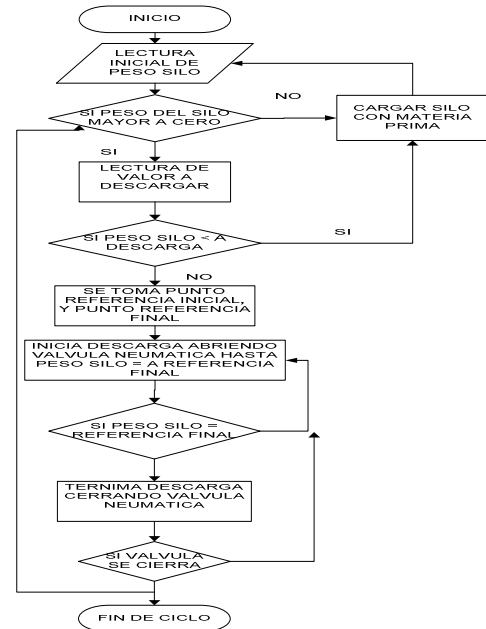 INICIO
LECTURA
INICIAL DE
PESO SILO
SI PESO DEL SILO
MAYOR A CERO
NO
CARGAR SILO
CON MATERIA
PRIMA
SI
LECTURA DE
VALOR A
DESCARGAR
SI PESO SILO < A
DESCARGA
SI
NO
SE TOMA PUNTO
REFERENCIA INICIAL,
Y PUNTO REFERENCIA
FINAL
INICIA DESCARGA ABRIENDO
VALVULA NEUMATICA HASTA
PESO SILO = A REFERENCIA
FINAL
SI PESO SILO =
REFERENCIA FINAL
TERNIMA DESCARGA
CERRANDO VALVULA
NEUMATICA
SI VALVULA
SE CIERRA
FIN DE CICLO